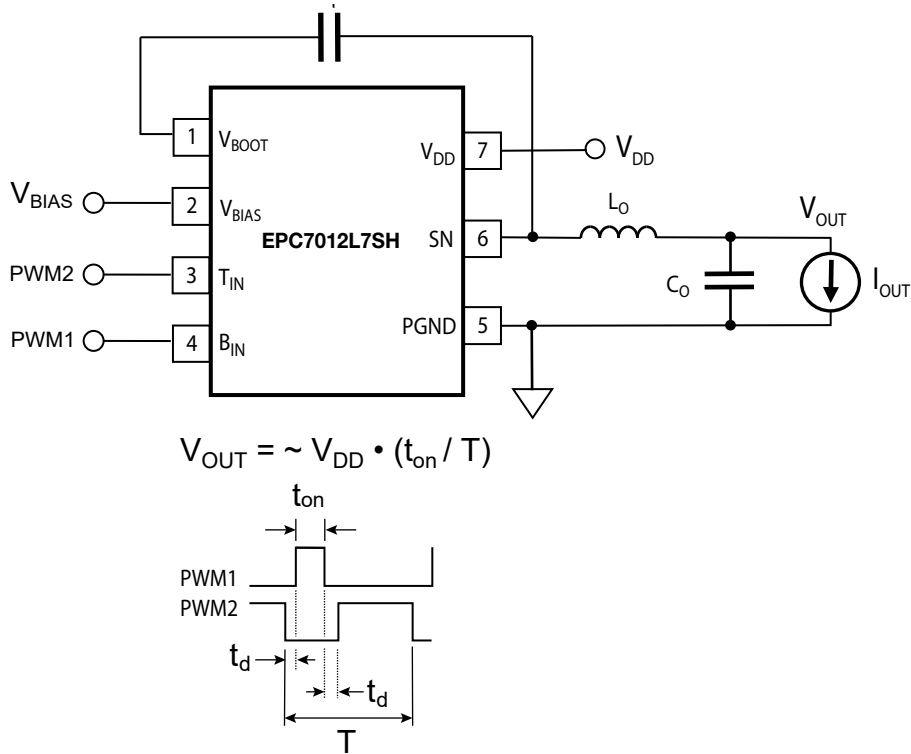 1
V_BOOT
V_BIAS
2
V_BIAS
PWM2
3
T_IN
PWM1
4
B_IN
EPC7012L7SH
V_DD
7
V_DD
SN
6
L_O
V_OUT
C_O
I_OUT
PGND
5
V_OUT = ~ V_DD • (t_on / T)
t_on
PWM1
PWM2
t_d
t_d
T